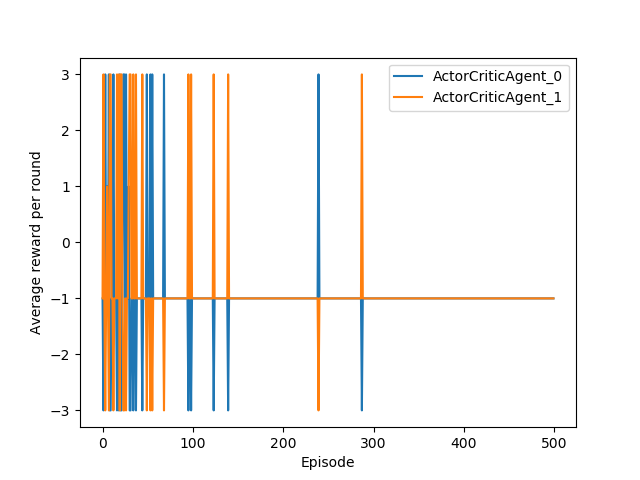 ActorCriticAgent_0
ActorCriticAgent_1
Average reward per round
3
2
1
0
−1
−2
−3
0 100 200 300 400 500
Episode